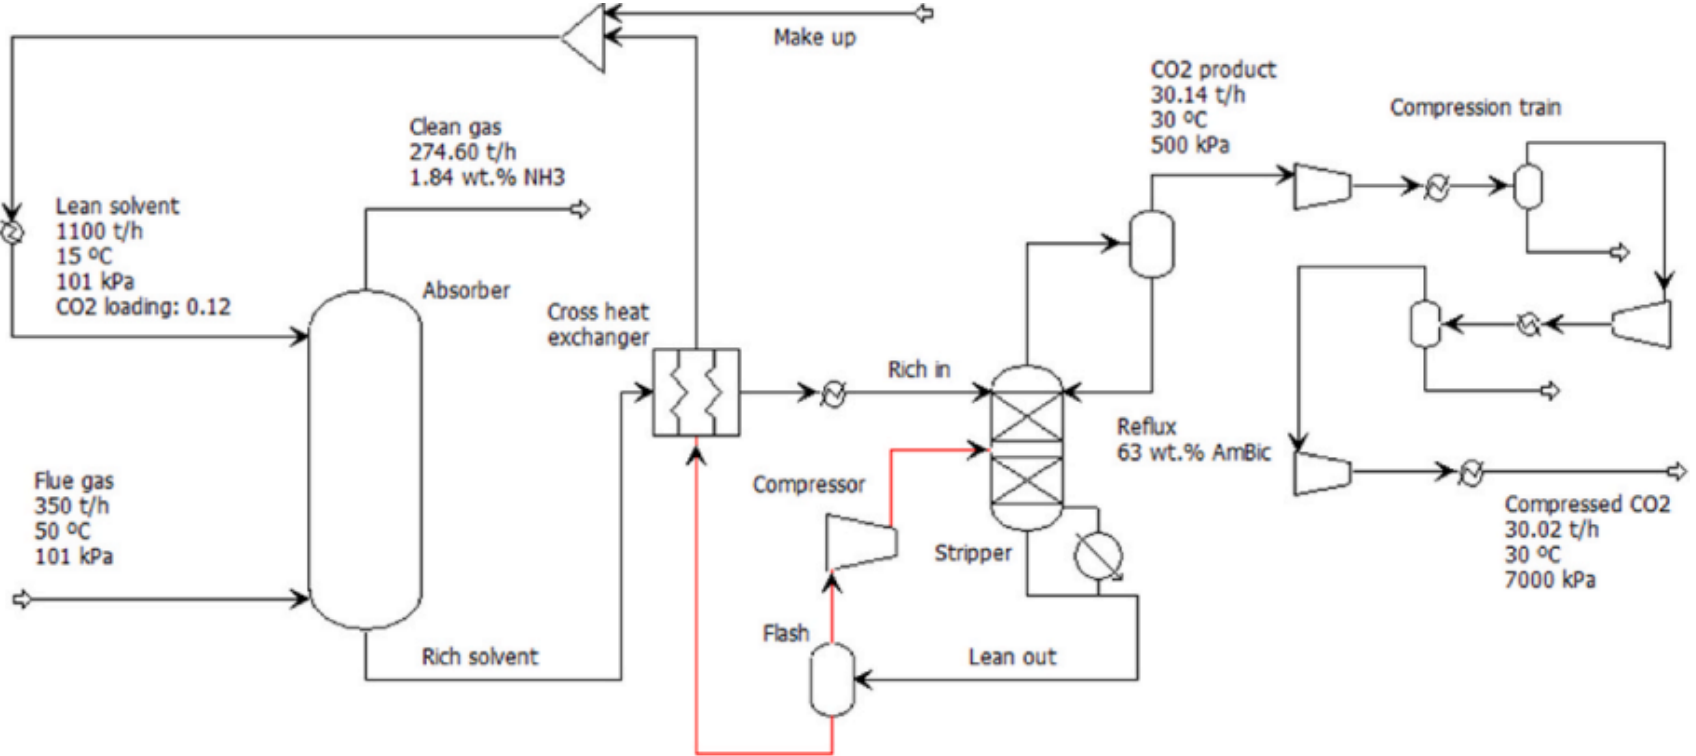 Make up
CO2 product
30.14 t/h
30 ºC
500 kPa
Compression train
Clean gas
274.60 t/h
1.84 wt.% NH3
Lean solvent
1100 t/h
15 ºC
101 kPa
CO2 loading: 0.12
Absorber
Cross heat
exchanger
Rich in
Reflux
63 wt.% AmBic
Flue gas
350 t/h
50 ºC
101 kPa
Compressor
Stripper
Compressed CO2
30.02 t/h
30 ºC
7000 kPa
Flash
Rich solvent
Lean out